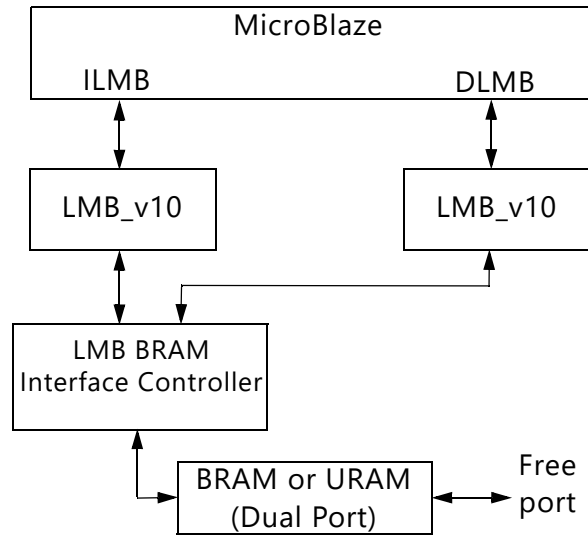 MicroBlaze
ILMB
DLMB
LMB_v10
LMB_v10
LMB BRAM
Interface Controller
BRAM or URAM
(Dual Port)
Free
port